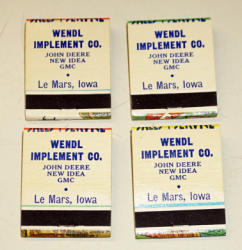 WENDL
IMPLEMENT CO.
JOHN DEERE
NEW IDEA
GMC
• Le Mars, Iowa
WENDL
IMPLEMENT CO.
JOHN DEERE
NEW IDEA
GMC
• Le Mars, Iowa
WENDL
IMPLEMENT CO.
JOHN DEERE
NEW IDEA
GMC
• Le Mars, Iowa
WENDL
IMPLEMENT CO.
JOHN DEERE
NEW IDEA
GMC
• Le Mars, Iowa